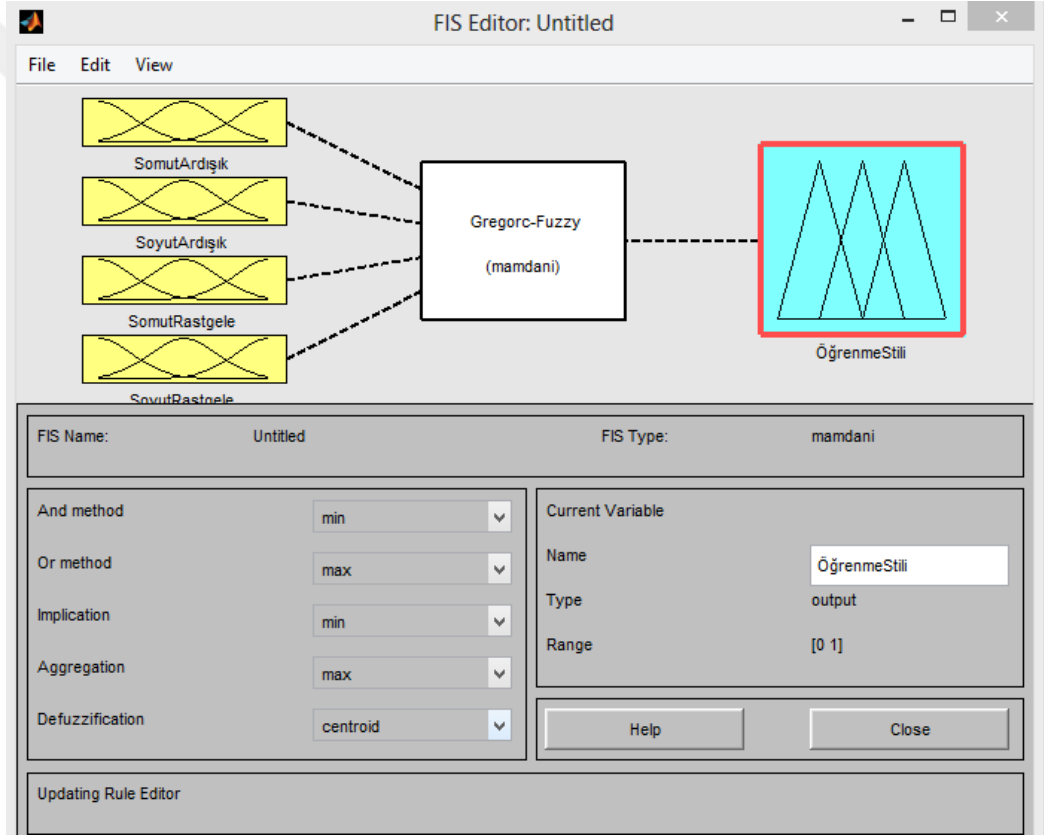 FIS Editor: Untitled
File Edit View
SomutArdışık
SoyutArdışık
SomutRastgele
SoyutRastgele
Gregorc-Fuzzy
(mamdani)
ÖğrenmeStili
FIS Name: Untitled FIS Type: mamdani
And method min
Or method max
Implication min
Aggregation max
Defuzzification centroid
Current Variable
Name ÖğrenmeStili
Type output
Range [0 1]
Help Close
Updating Rule Editor